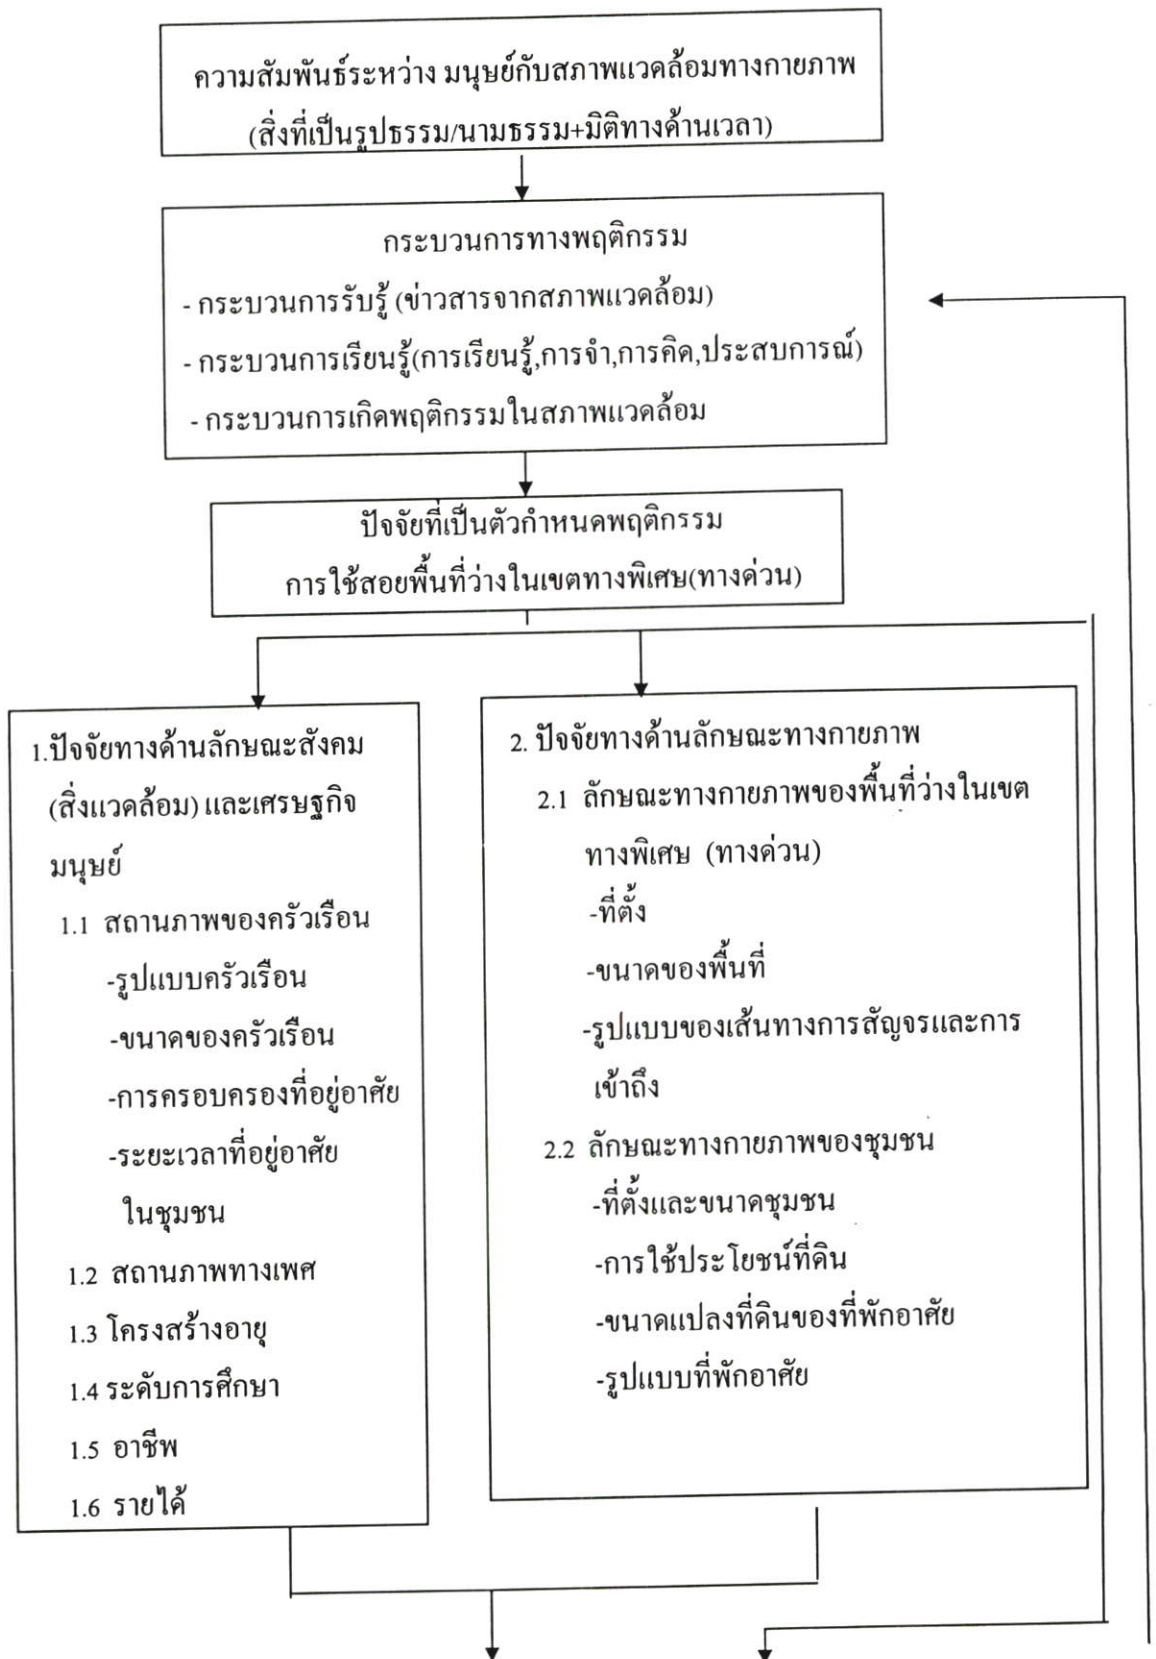 ความสัมพันธ์ระหว่าง มนุษย์กับสภาพแวดล้อมทางกายภาพ
(สิ่งที่เป็นรูปธรรม/นามธรรม+มิติทางด้านเวลา)
กระบวนการทางพฤติกรรม
- กระบวนการรับรู้ (ข่าวสารจากสภาพแวดล้อม)
- กระบวนการเรียนรู้(การเรียนรู้,การจำ,การคิด,ประสบการณ์)
- กระบวนการเกิดพฤติกรรมในสภาพแวดล้อม
ปัจจัยที่เป็นตัวกำหนดพฤติกรรม
การใช้สอยพื้นที่ว่างในเขตทางพิเศษ(ทางด่วน)
1.ปัจจัยทางด้านลักษณะสังคม
(สิ่งแวดล้อม) และเศรษฐกิจ
มนุษย์
1.1 สถานภาพของครัวเรือน
-รูปแบบครัวเรือน
-ขนาดของครัวเรือน
-การครอบครองที่อยู่อาศัย
-ระยะเวลาที่อยู่อาศัย
ในชุมชน
1.2 สถานภาพทางเพศ
1.3 โครงสร้างอายุ
1.4 ระดับการศึกษา
1.5 อาชีพ
1.6 รายได้
2. ปัจจัยทางด้านลักษณะทางกายภาพ
2.1 ลักษณะทางกายภาพของพื้นที่ว่างในเขต
ทางพิเศษ (ทางด่วน)
-ที่ตั้ง
-ขนาดของพื้นที่
-รูปแบบของเส้นทางการสัญจรและการ
เข้าถึง
2.2 ลักษณะทางกายภาพของชุมชน
-ที่ตั้งและขนาดชุมชน
-การใช้ประโยชน์ที่ดิน
-ขนาดแปลงที่ดินของที่พักอาศัย
-รูปแบบที่พักอาศัย